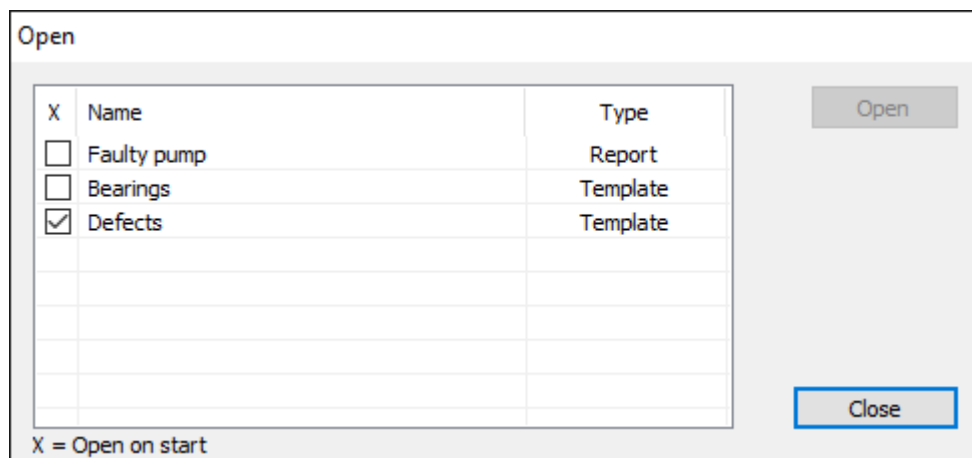 Open
X Name Type Open
Faulty pump Report
Bearings Template
Defects Template
Close
X = Open on start